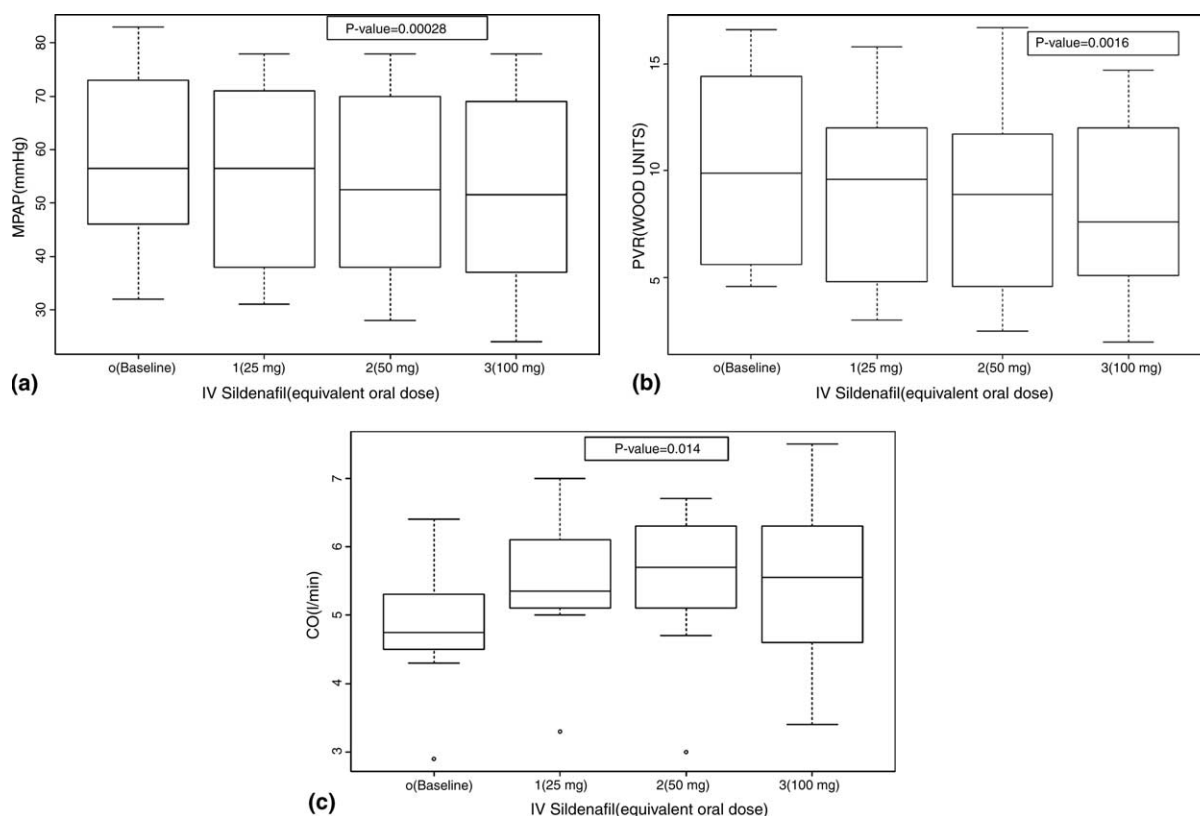 P-value=0.00028
MPAP(mmHg)
80
70
60
50
40
30
o(Baseline) 1(25 mg) 2(50 mg) 3(100 mg)
IV Sildenafil(equivalent oral dose)
(a)
P-value=0.0016
PVR(WOOD UNITS)
15
10
5
o(Baseline) 1(25 mg) 2(50 mg) 3(100 mg)
IV Sildenafil(equivalent oral dose)
(b)
P-value=0.014
CO(l/min)
7
6
5
4
3
o(Baseline) 1(25 mg) 2(50 mg) 3(100 mg)
IV Sildenafil(equivalent oral dose)
(c)